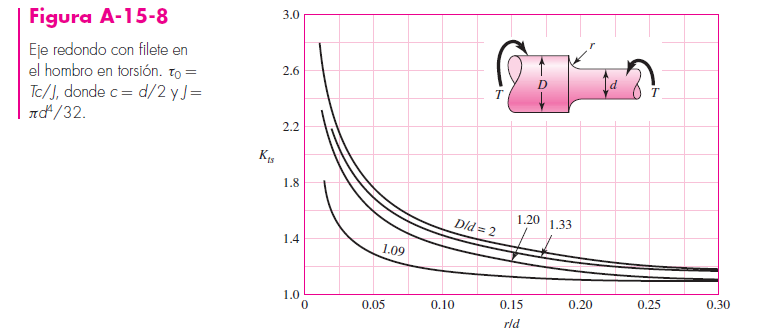 Figura A-15-8
Eje redondo con filete en
el hombro en torsión. τ₀ =
Tc/J, donde c = d/2 y J =
πd⁴/32.
3.0
2.6
2.2
1.8
1.4
1.0
Kts
r
D
d
T
T
D/d = 2
1.20
1.33
1.09
0
0.05
0.10
0.15
0.20
0.25
0.30
r/d